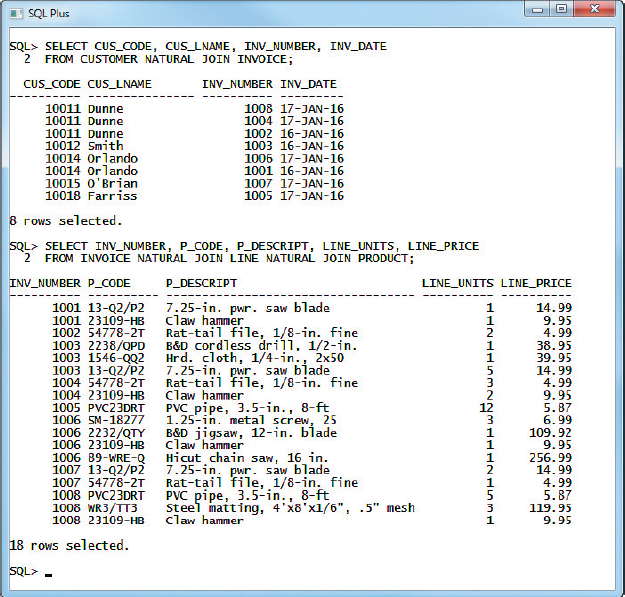 SQL Plus
SQL> SELECT CUS_CODE, CUS_LNAME, INV_NUMBER, INV_DATE
  2  FROM CUSTOMER NATURAL JOIN INVOICE;
  CUS_CODE CUS_LNAME       INV_NUMBER INV_DATE
---------- --------------- ---------- ---------
     10011 Dunne                 1008 17-JAN-16
     10011 Dunne                 1004 17-JAN-16
     10011 Dunne                 1002 16-JAN-16
     10012 Smith                 1003 16-JAN-16
     10014 Orlando               1006 17-JAN-16
     10014 Orlando               1001 16-JAN-16
     10015 O'Brian               1007 17-JAN-16
     10018 Farriss               1005 17-JAN-16
8 rows selected.
SQL> SELECT INV_NUMBER, P_CODE, P_DESCRIPT, LINE_UNITS, LINE_PRICE
  2  FROM INVOICE NATURAL JOIN LINE NATURAL JOIN PRODUCT;
INV_NUMBER P_CODE     P_DESCRIPT                          LINE_UNITS LINE_PRICE
---------- ---------- ----------------------------------- ---------- ----------
      1001 13-Q2/P2   7.25-in. pwr. saw blade                      1      14.99
      1001 23109-HB   Claw hammer                                  1       9.95
      1002 54778-2T   Rat-tail file, 1/8-in. fine                  2       4.99
      1003 2238/QPD   B&D cordless drill, 1/2-in.                  1      38.95
      1003 1546-QQ2   Hrd. cloth, 1/4-in., 2x50                    1      39.95
      1003 13-Q2/P2   7.25-in. pwr. saw blade                      5      14.99
      1004 54778-2T   Rat-tail file, 1/8-in. fine                  3       4.99
      1004 23109-HB   Claw hammer                                  2       9.95
      1005 PVC23DRT   PVC pipe, 3.5-in., 8-ft                     12       5.87
      1006 SM-18277   1.25-in. metal screw, 25                     3       6.99
      1006 2232/QTY   B&D jigsaw, 12-in. blade                     1     109.92
      1006 23109-HB   Claw hammer                                  1       9.95
      1006 89-WRE-Q   Hicut chain saw, 16 in.                      1     256.99
      1007 13-Q2/P2   7.25-in. pwr. saw blade                      2      14.99
      1007 54778-2T   Rat-tail file, 1/8-in. fine                  1       4.99
      1008 PVC23DRT   PVC pipe, 3.5-in., 8-ft                      5       5.87
      1008 WR3/TT3    Steel matting, 4'x8'x1/6", .5" mesh          3     119.95
      1008 23109-HB   Claw hammer                                  1       9.95
18 rows selected.
SQL> _